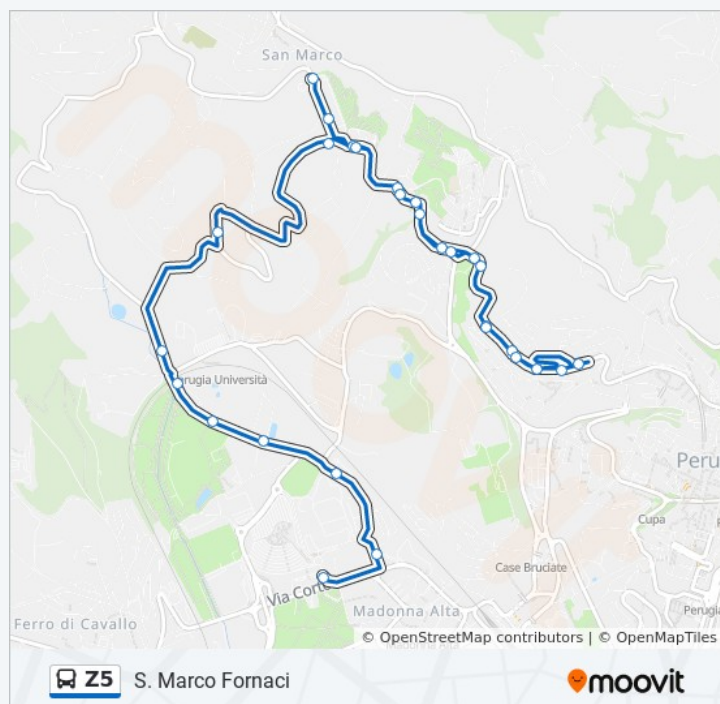 San Marco
Perugia Università
Peru
Cupa
Case Bruciate
Via Corto
Madonna Alta
Ferro di Cavallo
Perugia
© OpenStreetMap contributors | © OpenMapTiles
Z5
S. Marco Fornaci
moovit